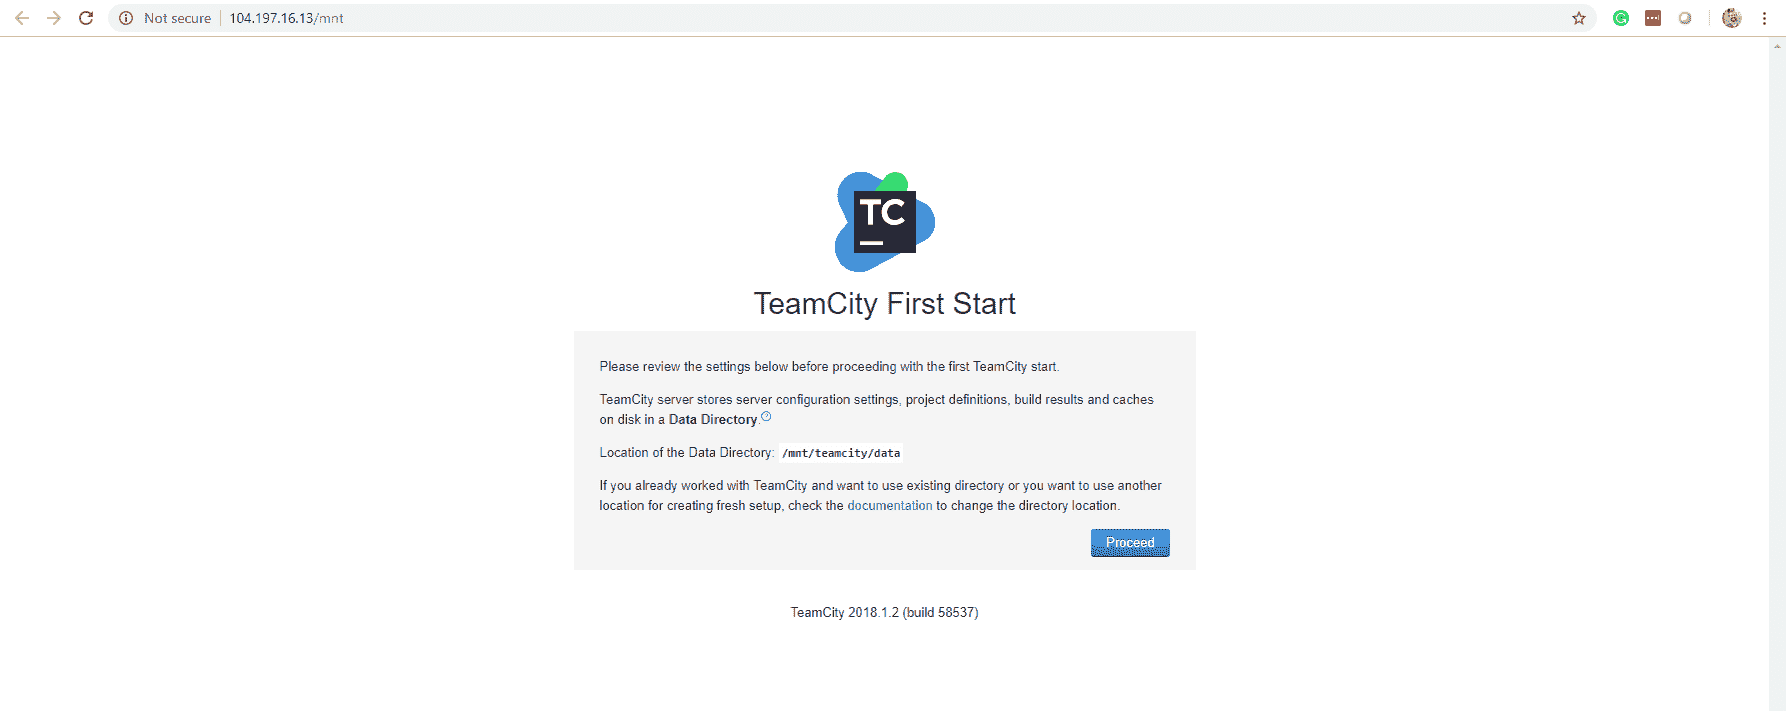 Not secure 104.197.16.13/mnt
TC
TeamCity First Start
Please review the settings below before proceeding with the first TeamCity start.
TeamCity server stores server configuration settings, project definitions, build results and caches
on disk in a Data Directory.
Location of the Data Directory: /mnt/teamcity/data
If you already worked with TeamCity and want to use existing directory or you want to use another
location for creating fresh setup, check the documentation to change the directory location.
Proceed
TeamCity 2018.1.2 (build 58537)